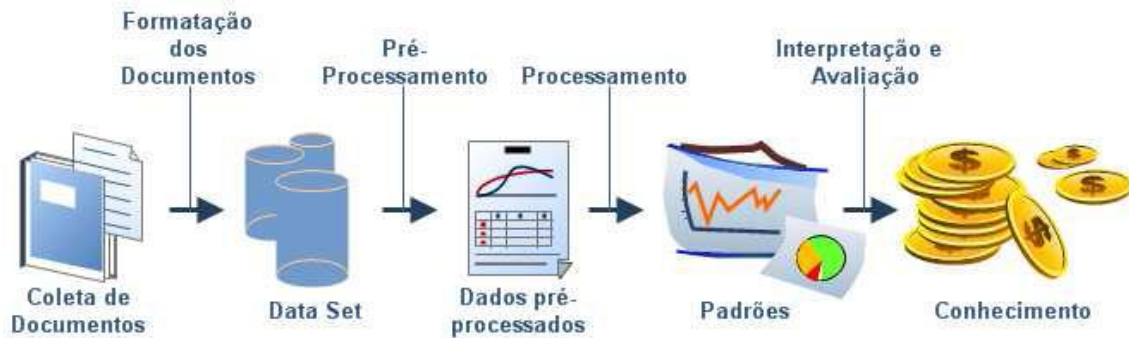 Formatação
dos
Documentos
Pré-
Processamento
Processamento
Interpretação e
Avaliação
$
$
$
$
$
Coleta de
Documentos
Data Set
Dados pré-
processados
Padrões
Conhecimento